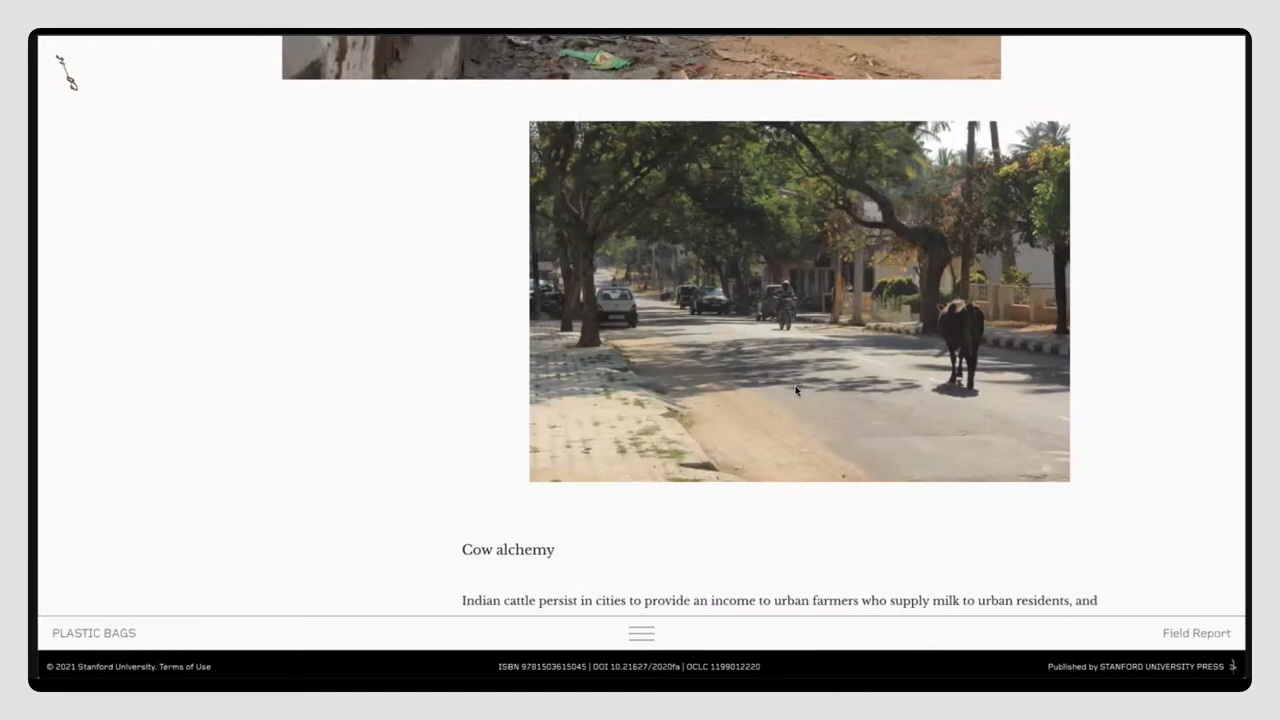 Cow alchemy
Indian cattle persist in cities to provide an income to urban farmers who supply milk to urban residents, and
PLASTIC BAGS
Field Report
© 2021 Stanford University. Terms of Use
ISBN 9781503615045 | DOI 10.21627/2020fa | OCLC 1199012220
Published by STANFORD UNIVERSITY PRESS